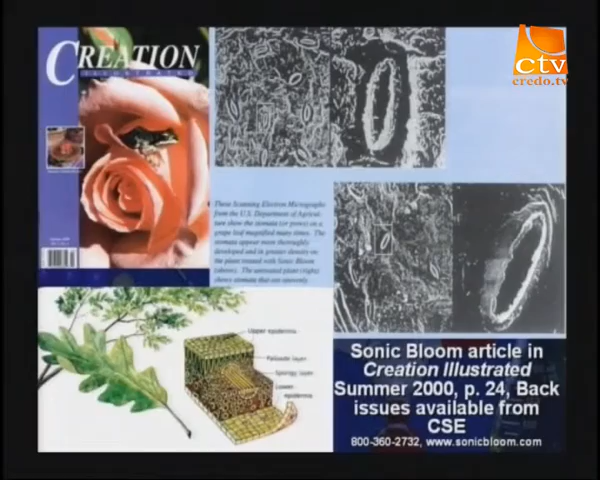 CREATION
ILLUSTRATED
ctv
credo.tv
These Scanning Electron Micrographs
from the U.S. Department of Agricul-
ture show the stomata (or pores) on a
grape leaf magnified many times. The
stomata appear more thoroughly
developed and in greater density on
the plant treated with Sonic Bloom
(above). The untreated plant (right)
shows stomata that are unevenly
Upper epidermis
Palisade layer
Spongy layer
Lower
epidermis
Sonic Bloom article in
Creation Illustrated
Summer 2000, p. 24, Back
issues available from
CSE
800-360-2732, www.sonicbloom.com